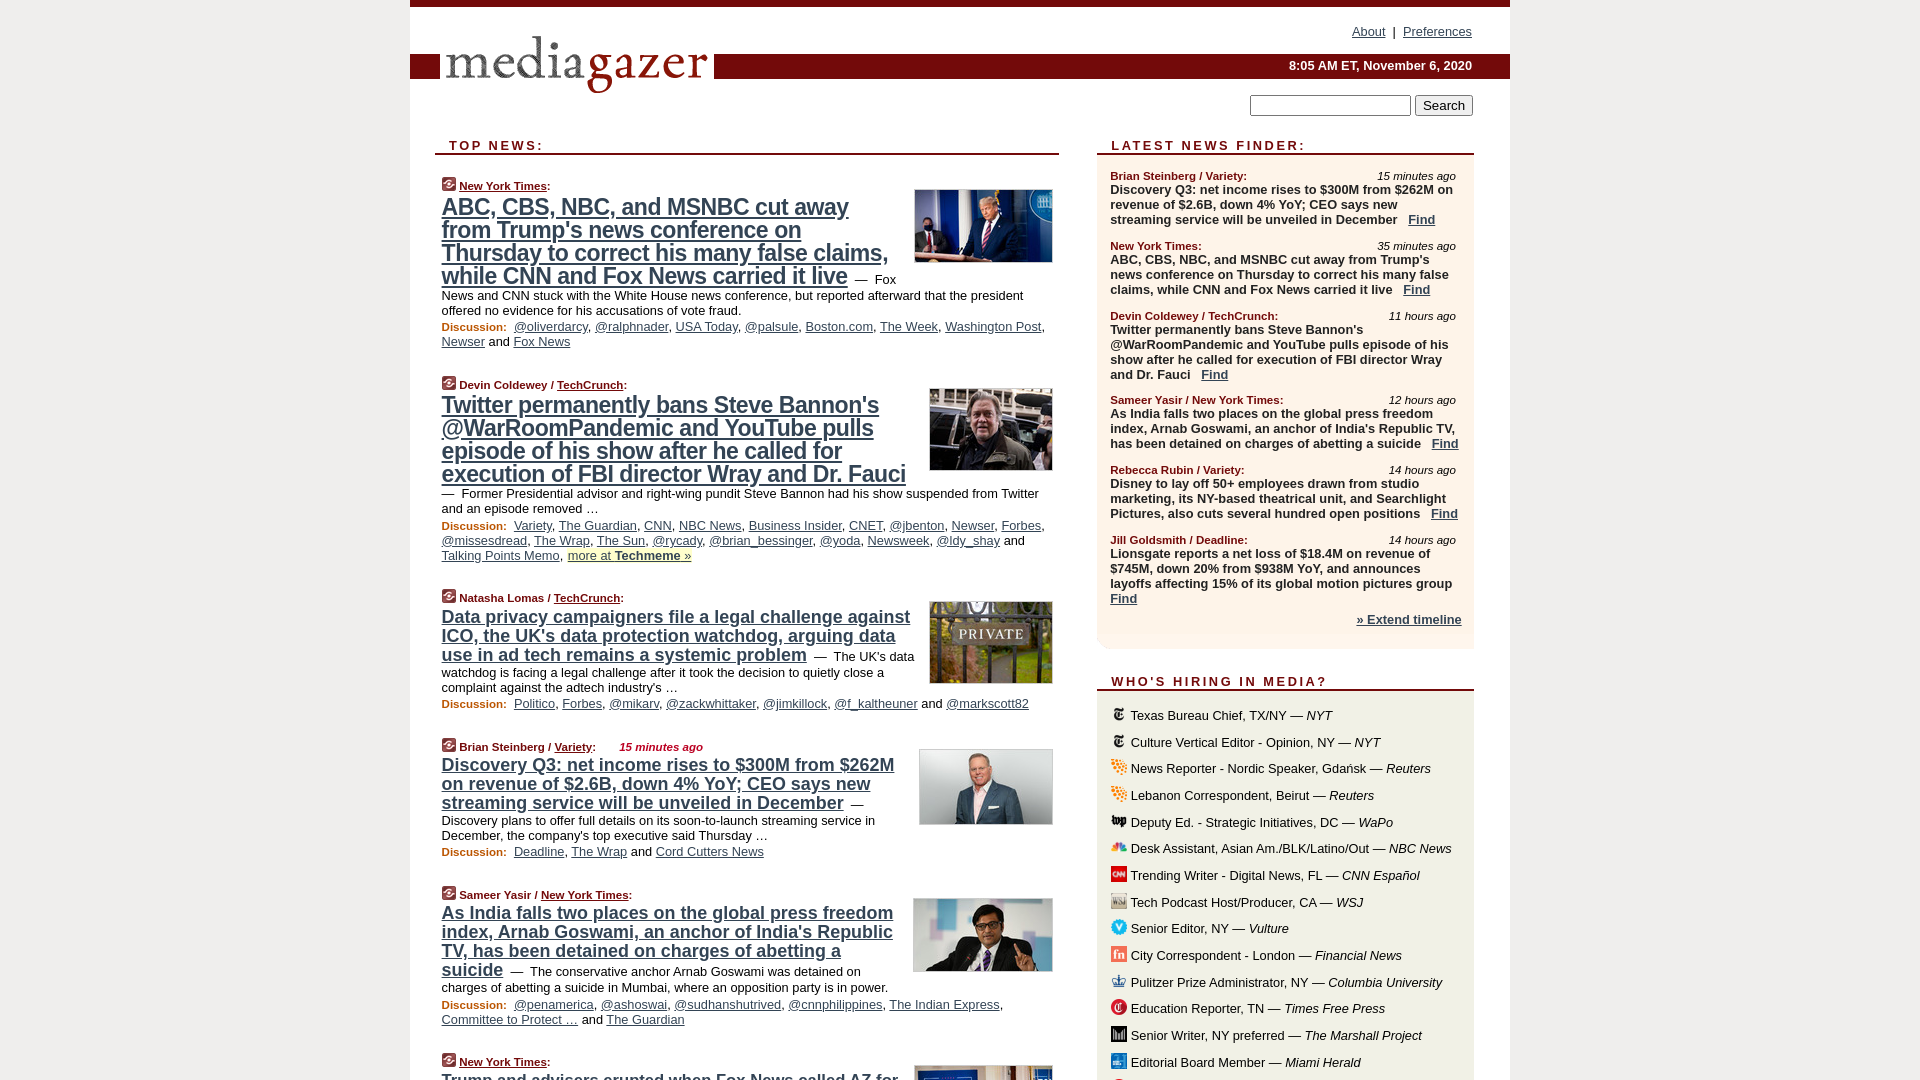 About | Preferences
mediagazer
8:05 AM ET, November 6, 2020
Search
TOP NEWS:
New York Times:
ABC, CBS, NBC, and MSNBC cut away
from Trump's news conference on
Thursday to correct his many false claims,
while CNN and Fox News carried it live — Fox
News and CNN stuck with the White House news conference, but reported afterward that the president
offered no evidence for his accusations of vote fraud.
Discussion: @oliverdarcy, @ralphnader, USA Today, @palsule, Boston.com, The Week, Washington Post,
Newser and Fox News
Devin Coldewey / TechCrunch:
Twitter permanently bans Steve Bannon's
@WarRoomPandemic and YouTube pulls
episode of his show after he called for
execution of FBI director Wray and Dr. Fauci
— Former Presidential advisor and right-wing pundit Steve Bannon had his show suspended from Twitter
and an episode removed …
Discussion: Variety, The Guardian, CNN, NBC News, Business Insider, CNET, @jbenton, Newser, Forbes,
@missesdread, The Wrap, The Sun, @rycady, @brian_bessinger, @yoda, Newsweek, @ldy_shay and
Talking Points Memo, more at Techmeme »
Natasha Lomas / TechCrunch:
Data privacy campaigners file a legal challenge against
ICO, the UK's data protection watchdog, arguing data
use in ad tech remains a systemic problem — The UK's data
watchdog is facing a legal challenge after it took the decision to quietly close a
complaint against the adtech industry's …
PRIVATE
Discussion: Politico, Forbes, @mikarv, @zackwhittaker, @jimkillock, @f_kaltheuner and @markscott82
Brian Steinberg / Variety: 15 minutes ago
Discovery Q3: net income rises to $300M from $262M
on revenue of $2.6B, down 4% YoY; CEO says new
streaming service will be unveiled in December —
Discovery plans to offer full details on its soon-to-launch streaming service in
December, the company's top executive said Thursday …
Discussion: Deadline, The Wrap and Cord Cutters News
Sameer Yasir / New York Times:
As India falls two places on the global press freedom
index, Arnab Goswami, an anchor of India's Republic
TV, has been detained on charges of abetting a
suicide — The conservative anchor Arnab Goswami was detained on
charges of abetting a suicide in Mumbai, where an opposition party is in power.
Discussion: @penamerica, @ashoswai, @sudhanshutrived, @cnnphilippines, The Indian Express,
Committee to Protect … and The Guardian
New York Times:
Trump and advisers erupted when Fox News called AZ for
LATEST NEWS FINDER:
Brian Steinberg / Variety: 15 minutes ago
Discovery Q3: net income rises to $300M from $262M on
revenue of $2.6B, down 4% YoY; CEO says new
streaming service will be unveiled in December Find
New York Times: 35 minutes ago
ABC, CBS, NBC, and MSNBC cut away from Trump's
news conference on Thursday to correct his many false
claims, while CNN and Fox News carried it live Find
Devin Coldewey / TechCrunch: 11 hours ago
Twitter permanently bans Steve Bannon's
@WarRoomPandemic and YouTube pulls episode of his
show after he called for execution of FBI director Wray
and Dr. Fauci Find
Sameer Yasir / New York Times: 12 hours ago
As India falls two places on the global press freedom
index, Arnab Goswami, an anchor of India's Republic TV,
has been detained on charges of abetting a suicide Find
Rebecca Rubin / Variety: 14 hours ago
Disney to lay off 50+ employees drawn from studio
marketing, its NY-based theatrical unit, and Searchlight
Pictures, also cuts several hundred open positions Find
Jill Goldsmith / Deadline: 14 hours ago
Lionsgate reports a net loss of $18.4M on revenue of
$745M, down 20% from $938M YoY, and announces
layoffs affecting 15% of its global motion pictures group
Find
» Extend timeline
WHO'S HIRING IN MEDIA?
Texas Bureau Chief, TX/NY — NYT
Culture Vertical Editor - Opinion, NY — NYT
News Reporter - Nordic Speaker, Gdańsk — Reuters
Lebanon Correspondent, Beirut — Reuters
wp Deputy Ed. - Strategic Initiatives, DC — WaPo
Desk Assistant, Asian Am./BLK/Latino/Out — NBC News
CNN Trending Writer - Digital News, FL — CNN Español
WSJ Tech Podcast Host/Producer, CA — WSJ
Senior Editor, NY — Vulture
fn City Correspondent - London — Financial News
Pulitzer Prize Administrator, NY — Columbia University
Education Reporter, TN — Times Free Press
Senior Writer, NY preferred — The Marshall Project
Editorial Board Member — Miami Herald